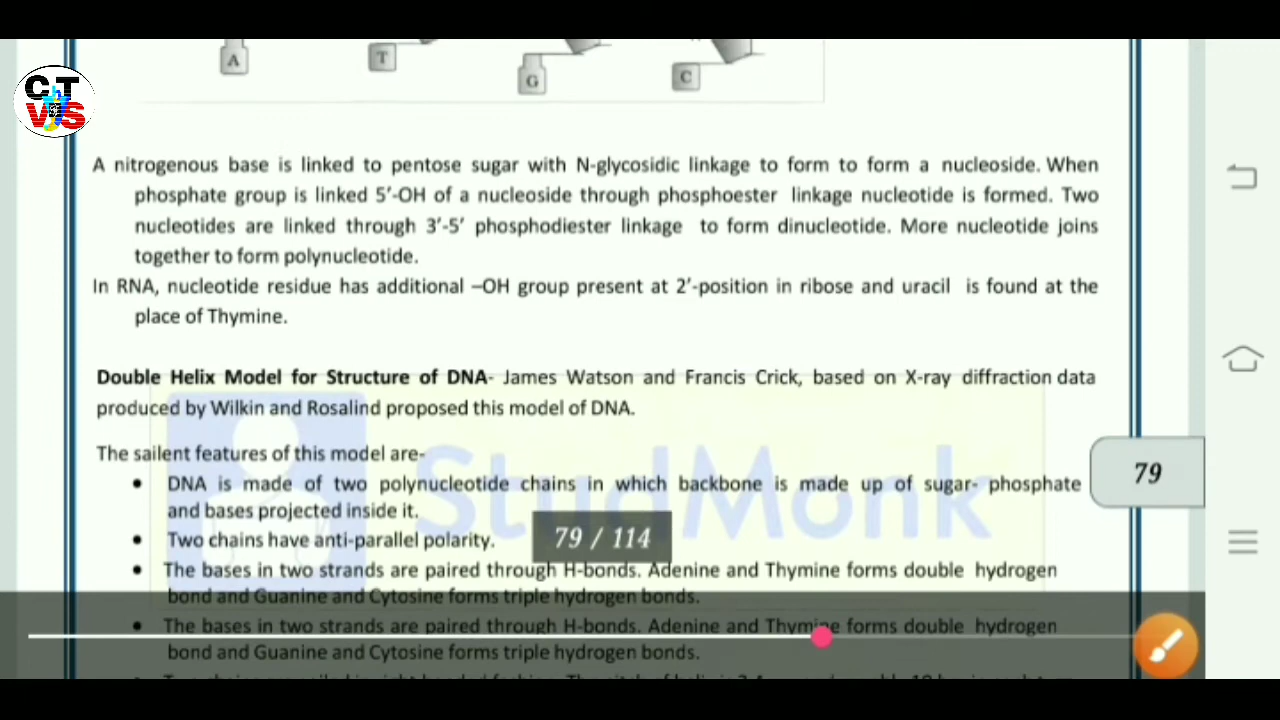 A
T
G
C
CTVS
A nitrogenous base is linked to pentose sugar with N-glycosidic linkage to form to form a nucleoside. When
phosphate group is linked 5′-OH of a nucleoside through phosphoester linkage nucleotide is formed. Two
nucleotides are linked through 3′-5′ phosphodiester linkage to form dinucleotide. More nucleotide joins
together to form polynucleotide.
In RNA, nucleotide residue has additional –OH group present at 2′-position in ribose and uracil is found at the
place of Thymine.
Double Helix Model for Structure of DNA- James Watson and Francis Crick, based on X-ray diffraction data
produced by Wilkin and Rosalind proposed this model of DNA.
The sailent features of this model are-
• DNA is made of two polynucleotide chains in which backbone is made up of sugar- phosphate
and bases projected inside it.
• Two chains have anti-parallel polarity.
• The bases in two strands are paired through H-bonds. Adenine and Thymine forms double hydrogen
bond and Guanine and Cytosine forms triple hydrogen bonds.
• The bases in two strands are paired through H-bonds. Adenine and Thymine forms double hydrogen
bond and Guanine and Cytosine forms triple hydrogen bonds.
StudMonk
79 / 114
79